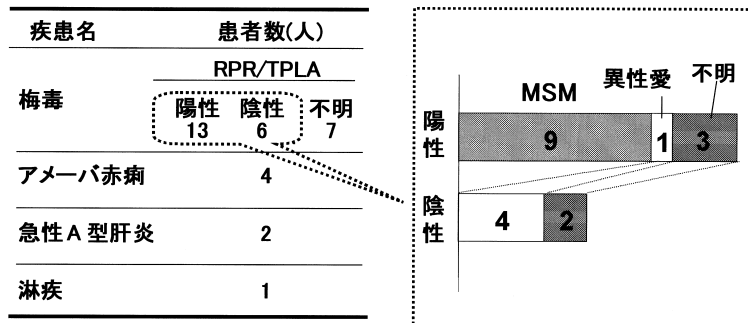 疾患名 患者数(人)
RPR/TPLA
梅毒
陽性 陰性 不明
13 6 7
アメーバ赤痢 4
急性A型肝炎 2
淋疾 1
MSM 異性愛 不明
陽性 9 1 3
陰性 4 2